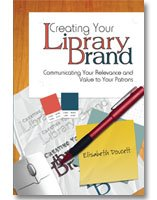 Creating Your
Library
Brand
Communicating Your Relevance and
Value to Your Patrons
Elisabeth Doucett